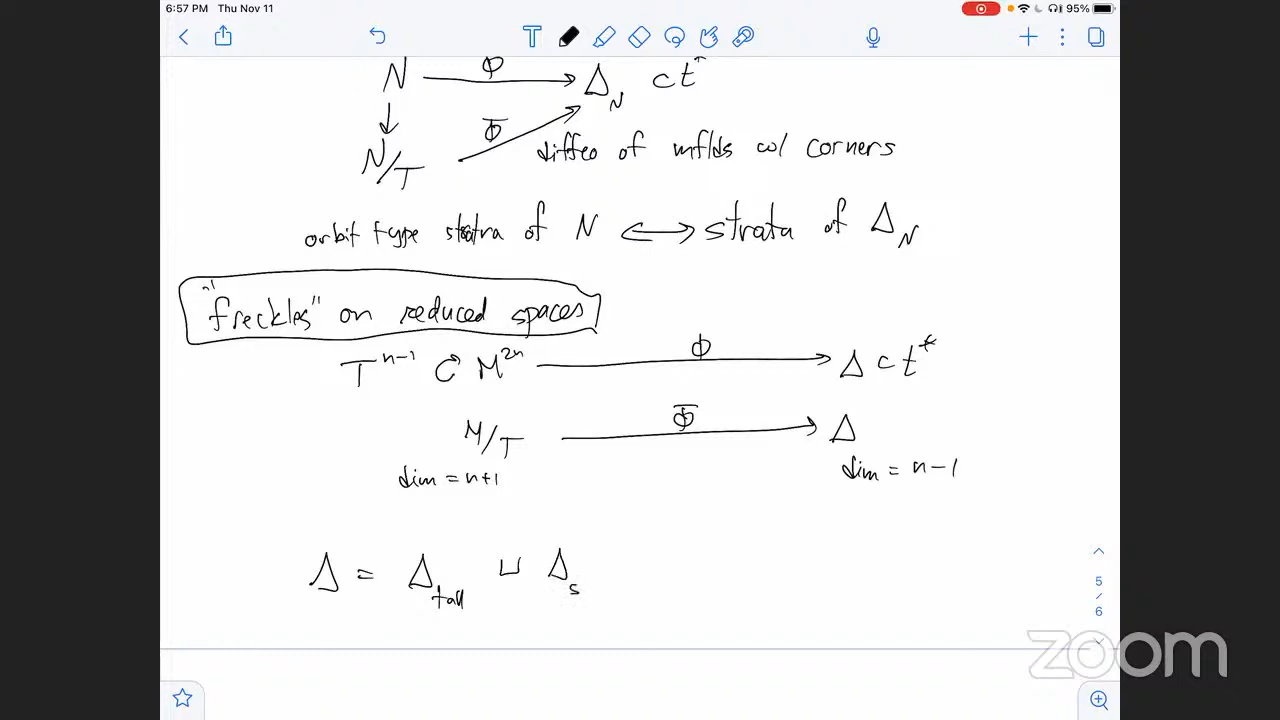 6:57 PM Thu Nov 11
95%
N Φ Δ_N ⊂ t*
N/T Φ̅ diffeo of mflds w/ corners
orbit type strata of N ⟷ strata of Δ_N
"freckles" on reduced spaces
T^{n-1} ↻ M^{2n} ⟶ Φ Δ ⊂ t*
M/T ⟶ Φ̅ Δ
dim = n+1 dim = n-1
Δ = Δ_tall ⊔ Δ_s
5
/
6
zoom